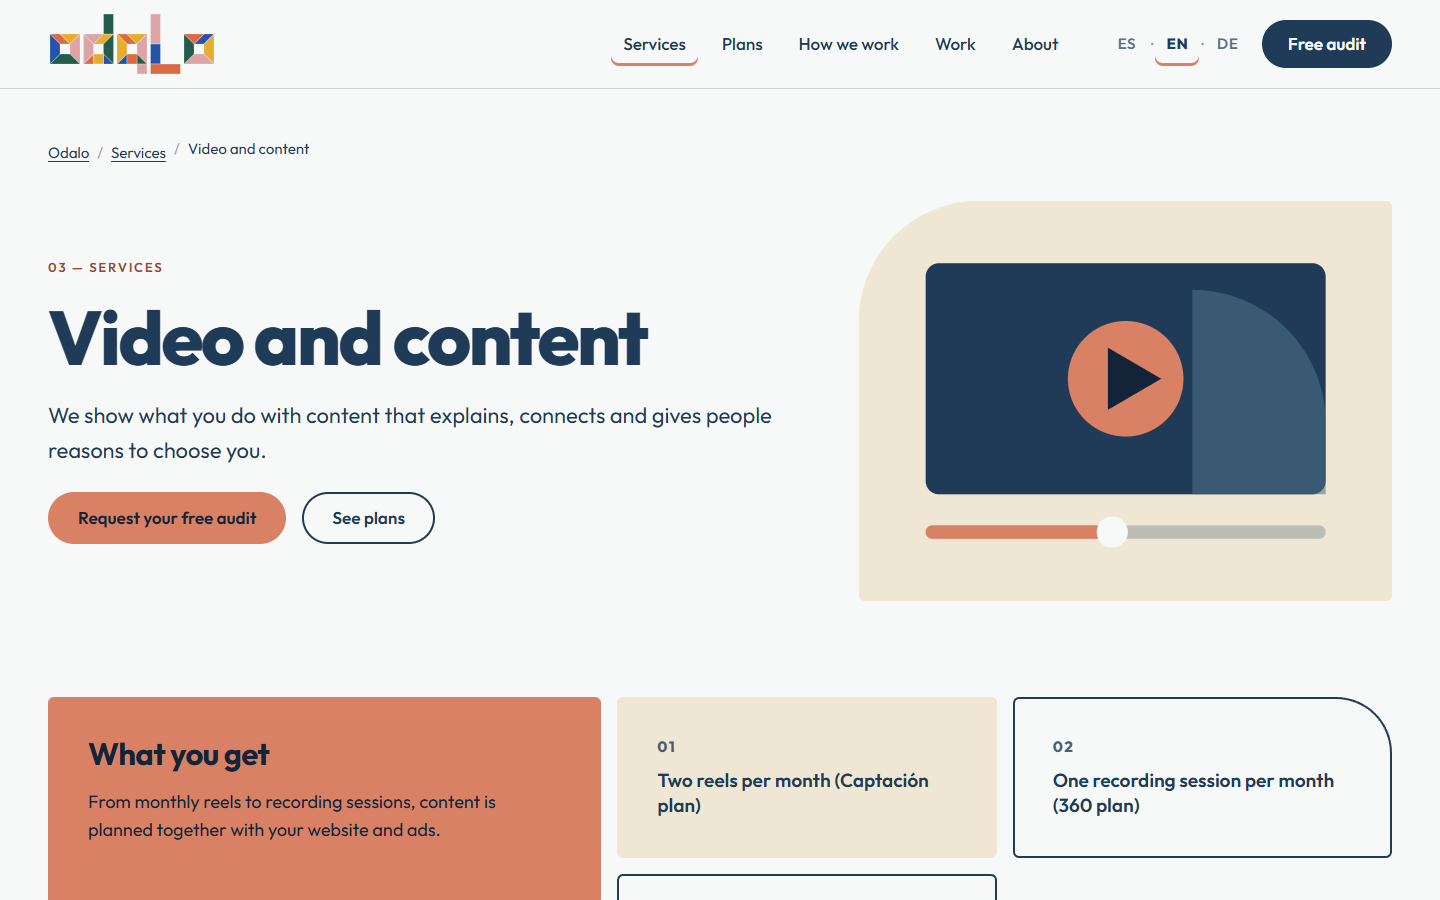 odalo
Services Plans How we work Work About ES · EN · DE Free audit
Odalo / Services / Video and content
03 — SERVICES
Video and content
We show what you do with content that explains, connects and gives people
reasons to choose you.
Request your free audit See plans
What you get
From monthly reels to recording sessions, content is
planned together with your website and ads.
01
Two reels per month (Captación
plan)
02
One recording session per month
(360 plan)